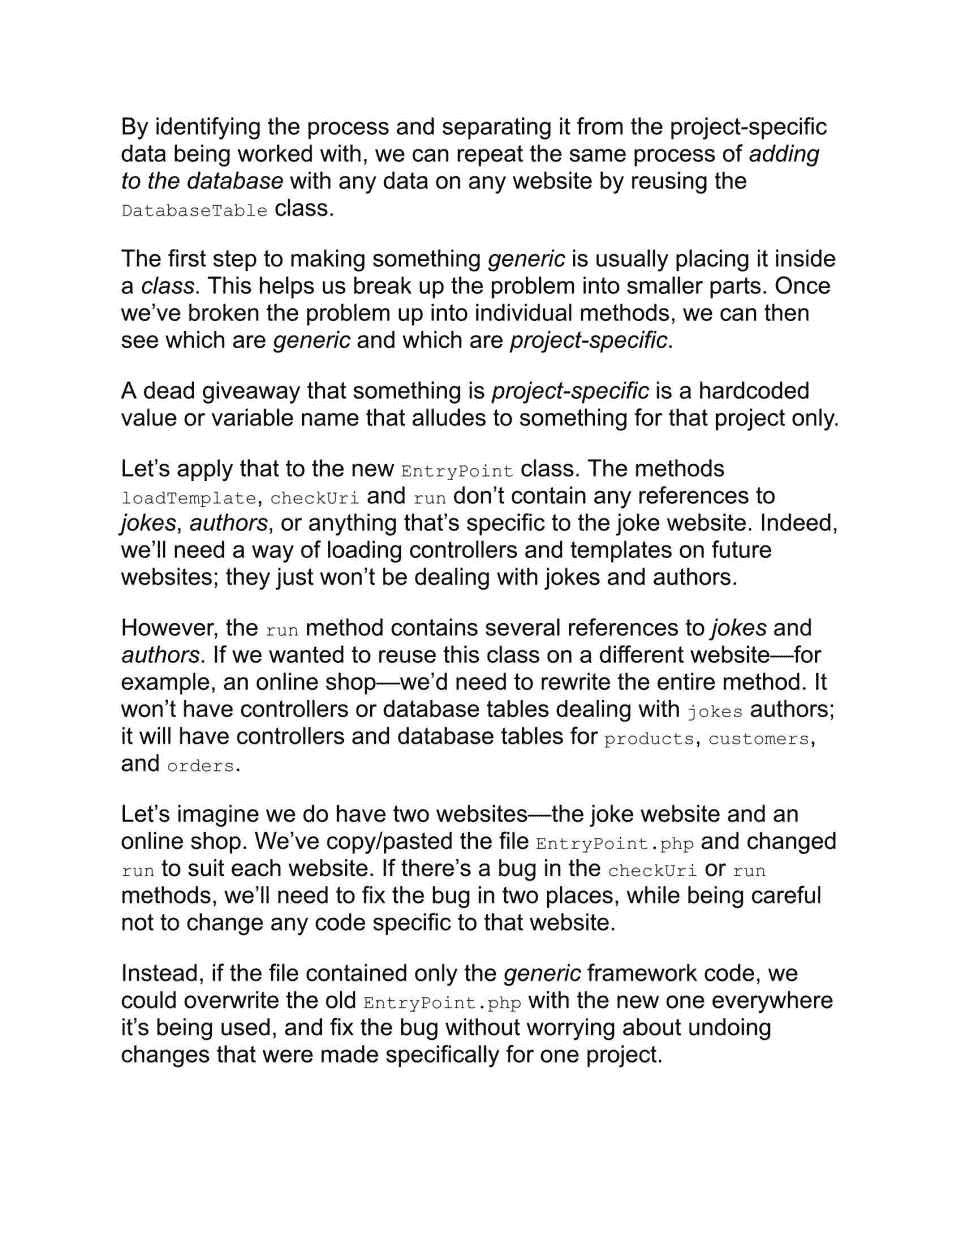 By identifying the process and separating it from the project-specific
data being worked with, we can repeat the same process of adding
to the database with any data on any website by reusing the
DatabaseTable class.
The first step to making something generic is usually placing it inside
a class. This helps us break up the problem into smaller parts. Once
we’ve broken the problem up into individual methods, we can then
see which are generic and which are project-specific.
A dead giveaway that something is project-specific is a hardcoded
value or variable name that alludes to something for that project only.
Let’s apply that to the new EntryPoint class. The methods
loadTemplate, checkUri and run don’t contain any references to
jokes, authors, or anything that’s specific to the joke website. Indeed,
we’ll need a way of loading controllers and templates on future
websites; they just won’t be dealing with jokes and authors.
However, the run method contains several references to jokes and
authors. If we wanted to reuse this class on a different website—for
example, an online shop—we’d need to rewrite the entire method. It
won’t have controllers or database tables dealing with jokes authors;
it will have controllers and database tables for products, customers,
and orders.
Let’s imagine we do have two websites—the joke website and an
online shop. We’ve copy/pasted the file EntryPoint.php and changed
run to suit each website. If there’s a bug in the checkUri or run
methods, we’ll need to fix the bug in two places, while being careful
not to change any code specific to that website.
Instead, if the file contained only the generic framework code, we
could overwrite the old EntryPoint.php with the new one everywhere
it’s being used, and fix the bug without worrying about undoing
changes that were made specifically for one project.